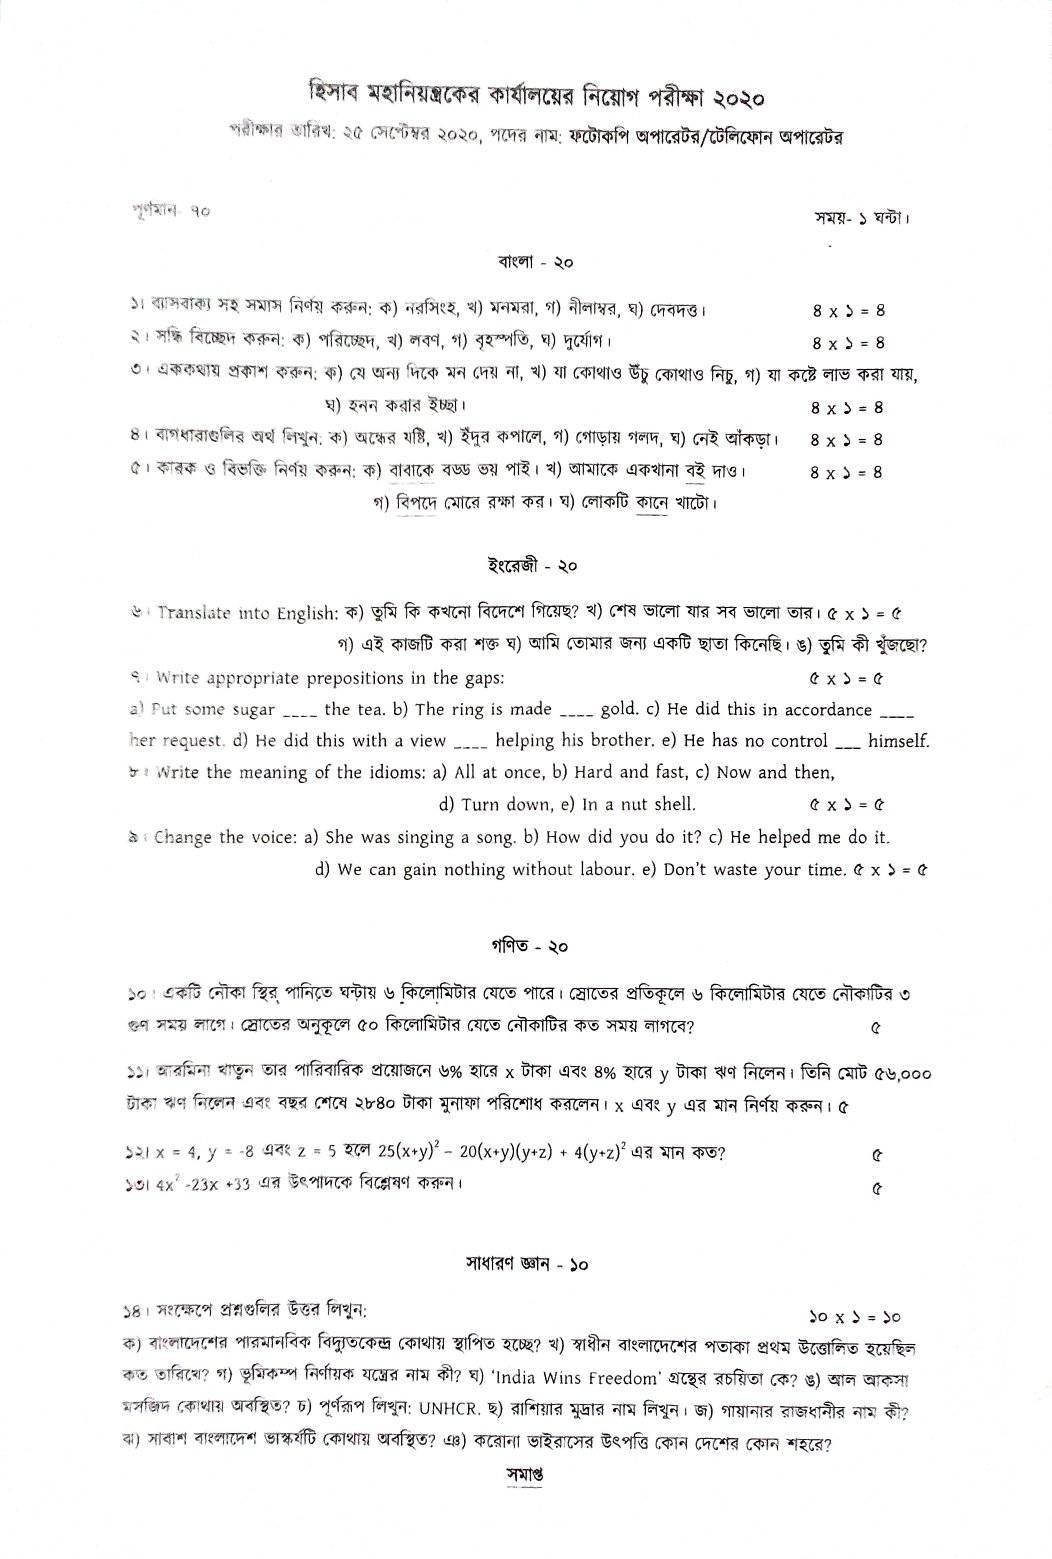 হিসাব মহানিয়ন্ত্রকের কার্যালয়ের নিয়োগ পরীক্ষা ২০২০
পরীক্ষার তারিখ: ২৫ সেপ্টেম্বর ২০২০, পদের নাম: ফটোকপি অপারেটর/টেলিফোন অপারেটর
পূর্ণমান- ৭০
সময়- ১ ঘন্টা।
বাংলা - ২০
১। ব্যাসবাক্য সহ সমাস নির্ণয় করুন: ক) নরসিংহ, খ) মনমরা, গ) নীলাম্বর, ঘ) দেবদত্ত। ৪ x ১ = ৪
২। সন্ধি বিচ্ছেদ করুন: ক) পরিচ্ছেদ, খ) লবণ, গ) বৃহস্পতি, ঘ) দুর্যোগ। ৪ x ১ = ৪
৩। এককথায় প্রকাশ করুন: ক) যে অন্য দিকে মন দেয় না, খ) যা কোথাও উঁচু কোথাও নিচু, গ) যা কষ্টে লাভ করা যায়,
ঘ) হনন করার ইচ্ছা। ৪ x ১ = ৪
৪। বাগধারাগুলির অর্থ লিখুন: ক) অন্ধের যষ্টি, খ) ইঁদুর কপালে, গ) গোড়ায় গলদ, ঘ) নেই আঁকড়া। ৪ x ১ = ৪
৫। কারক ও বিভক্তি নির্ণয় করুন: ক) বাবাকে বড্ড ভয় পাই। খ) আমাকে একখানা বই দাও। ৪ x ১ = ৪
গ) বিপদে মোরে রক্ষা কর। ঘ) লোকটি কানে খাটো।
ইংরেজী - ২০
৬। Translate into English: ক) তুমি কি কখনো বিদেশে গিয়েছ? খ) শেষ ভালো যার সব ভালো তার। ৫ x ১ = ৫
গ) এই কাজটি করা শক্ত ঘ) আমি তোমার জন্য একটি ছাতা কিনেছি। ঙ) তুমি কী খুঁজছো?
৭। Write appropriate prepositions in the gaps: ৫ x ১ = ৫
a) Put some sugar ____ the tea. b) The ring is made ____ gold. c) He did this in accordance ____
her request. d) He did this with a view ____ helping his brother. e) He has no control ___ himself.
৮। Write the meaning of the idioms: a) All at once, b) Hard and fast, c) Now and then,
d) Turn down, e) In a nut shell. ৫ x ১ = ৫
৯। Change the voice: a) She was singing a song. b) How did you do it? c) He helped me do it.
d) We can gain nothing without labour. e) Don't waste your time. ৫ x ১ = ৫
গণিত - ২০
১০। একটি নৌকা স্থির পানিতে ঘন্টায় ৬ কিলোমিটার যেতে পারে। স্রোতের প্রতিকূলে ৬ কিলোমিটার যেতে নৌকাটির ৩
গুণ সময় লাগে। স্রোতের অনুকূলে ৫০ কিলোমিটার যেতে নৌকাটির কত সময় লাগবে? ৫
১১। আরমিনা খাতুন তার পারিবারিক প্রয়োজনে ৬% হারে x টাকা এবং ৪% হারে y টাকা ঋণ নিলেন। তিনি মোট ৫৬,০০০
টাকা ঋণ নিলেন এবং বছর শেষে ২৮৪০ টাকা মুনাফা পরিশোধ করলেন। x এবং y এর মান নির্ণয় করুন। ৫
১২। x = 4, y = -8 এবং z = 5 হলে 25(x+y)² – 20(x+y)(y+z) + 4(y+z)² এর মান কত? ৫
১৩। 4x² -23x +33 এর উৎপাদকে বিশ্লেষণ করুন। ৫
সাধারণ জ্ঞান - ১০
১৪। সংক্ষেপে প্রশ্নগুলির উত্তর লিখুন: ১০ x ১ = ১০
ক) বাংলাদেশের পারমানবিক বিদ্যুতকেন্দ্র কোথায় স্থাপিত হচ্ছে? খ) স্বাধীন বাংলাদেশের পতাকা প্রথম উত্তোলিত হয়েছিল
কত তারিখে? গ) ভূমিকম্প নির্ণায়ক যন্ত্রের নাম কী? ঘ) 'India Wins Freedom' গ্রন্থের রচয়িতা কে? ঙ) আল আকসা
মসজিদ কোথায় অবস্থিত? চ) পূর্ণরূপ লিখুন: UNHCR. ছ) রাশিয়ার মুদ্রার নাম লিখুন। জ) গায়ানার রাজধানীর নাম কী?
ঝ) সাবাশ বাংলাদেশ ভাস্কর্যটি কোথায় অবস্থিত? ঞ) করোনা ভাইরাসের উৎপত্তি কোন দেশের কোন শহরে?
সমাপ্ত